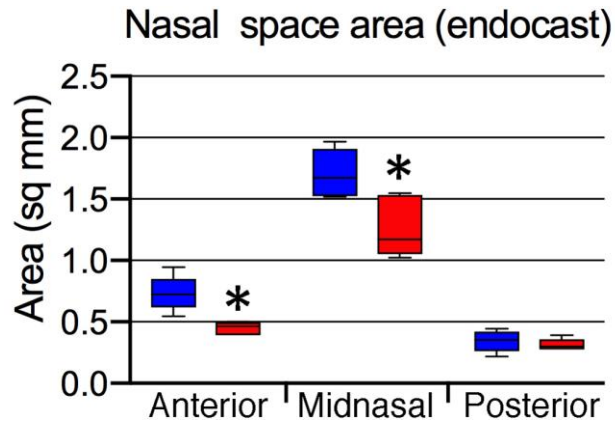 Nasal space area (endocast)
Area (sq mm)
2.5
2.0
1.5
1.0
0.5
0.0
*
*
Anterior Midnasal Posterior